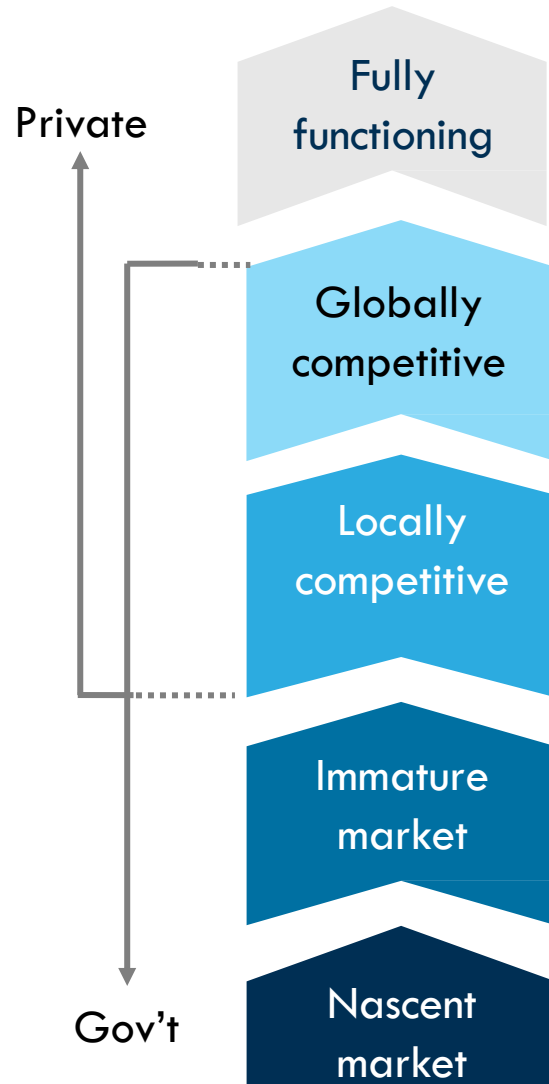 Fully
functioning
Private
Globally
competitive
Locally
competitive
Immature
market
Gov't
Nascent
market